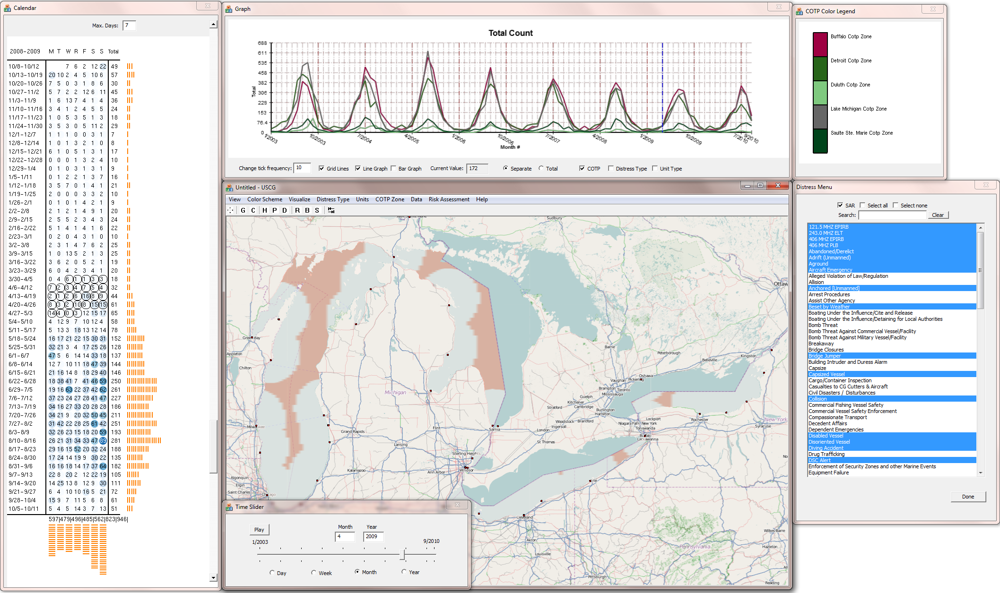 Calendar
Max. Days: 7
2008-2009 M T W R F S S Total
10/8-10/12 7 6 2 12 22 49
10/13-10/19 20 10 2 4 5 10 6 57
10/20-10/26 7 5 0 3 1 8 6 30
10/27-11/2 5 7 2 2 12 6 11 45
11/3-11/9 1 6 13 7 4 1 4 36
11/10-11/16 3 4 1 2 4 5 5 24
11/17-11/23 1 0 5 3 5 1 3 18
11/24-11/30 3 5 3 0 5 11 2 29
12/1-12/7 1 1 1 0 0 3 1 7
12/8-12/14 1 0 1 3 2 1 0 8
12/15-12/21 6 1 0 5 1 3 1 17
12/22-12/28 0 0 0 1 3 2 4 10
12/29-1/4 0 1 0 3 1 3 1 9
1/5-1/11 0 1 2 2 1 3 7 16
1/12-1/18 3 5 7 0 1 4 1 21
1/19-1/25 2 0 0 0 3 3 2 10
1/26-2/1 0 1 0 1 4 2 1 9
2/2-2/8 2 1 2 1 4 9 1 20
2/9-2/15 2 5 5 2 3 4 3 24
2/16-2/22 5 1 4 1 4 1 6 22
2/23-3/1 0 2 0 4 3 1 0 10
3/2-3/8 2 3 1 4 7 6 2 25
3/9-3/15 1 0 13 5 2 1 3 25
3/16-3/22 3 6 2 0 5 2 1 19
3/23-3/29 6 0 4 2 3 4 1 20
3/30-4/5 0 4 6 1 1 3 3 18
4/6-4/12 7 2 3 4 7 5 4 32
4/13-4/19 2 1 2 6 16 8 9 44
4/20-4/26 8 3 2 10 8 15 15 61
4/27-5/3 14 4 0 3 12 15 17 65
5/4-5/10 4 12 9 7 10 12 4 58
5/11-5/17 5 13 3 18 13 12 14 78
5/18-5/24 16 17 21 22 15 30 31 152
5/25-5/31 32 21 3 4 17 25 26 128
6/1-6/7 47 5 6 14 14 33 18 137
6/8-6/14 12 7 10 11 18 47 39 144
6/15-6/21 21 16 14 8 18 29 40 146
6/22-6/28 18 38 41 7 41 46 59 250
6/29-7/5 19 16 63 22 37 42 62 261
7/6-7/12 37 23 24 27 28 41 47 227
7/13-7/19 34 16 27 33 20 28 28 186
7/20-7/26 34 21 9 20 32 50 45 211
7/27-8/2 31 42 22 28 25 61 42 251
8/3-8/9 32 26 23 15 18 20 59 193
8/10-8/16 26 21 31 34 33 47 89 281
8/17-8/23 29 16 15 52 20 32 24 188
8/24-8/30 17 24 14 19 9 30 22 135
8/31-9/6 16 16 18 14 17 37 64 182
9/7-9/13 22 8 20 2 12 22 19 105
9/14-9/20 14 25 13 8 12 9 30 111
9/21-9/27 6 4 10 10 16 5 21 72
9/28-10/4 15 9 7 11 5 6 8 61
10/5-10/11 5 4 5 14 3 7 13 51
597|479|496|485|562|823|946|
Graph
Total Count
688
611
535
458
382
306
229
153
76.4
0
Total
1/2003 10/2003 7/2004 4/2005 1/2006 10/2006 7/2007 4/2008 1/2009 10/2009 7/2010 9/2010
Month #
Change tick frequency: 10 Grid Lines Line Graph Bar Graph Current Value: 172 Separate Total COTP Distress Type Unit Type
COTP Color Legend
Buffalo Cotp Zone
Detroit Cotp Zone
Duluth Cotp Zone
Lake Michigan Cotp Zone
Saulte Ste. Marie Cotp Zone
Untitled - USCG
View Color Scheme Visualize Distress Type Units COTP Zone Data Risk Assessment Help
G C H P D R B S
Sudbury
Ottaw
Green Bay
Appleton
Chilton
Barrie
Peterborough
Kingston
Belleville
Oshawa
Vaughan Pickering
Brampton Toronto
Mississauga
Michigan
Guelph
Kitchener
Cambridge
Stratford
Burlington
Hamilton
Woodstock Brantford
Ingersoll
Lockport
Niagara Falls New York
Tonawanda
Rochester
New York
Syracuse
Milwaukee
Grand Rapids
Flint
Sarnia
London
Buffalo
Lackawanna
St Thomas
Lansing
Sterling Heights
No
Kalamazoo
Ann Arbor
Windsor
Algonquin
Elgin
Saint Charles
Chicago
Erie
Cleveland
Akron
Louisville
Wilkes-Barre
Hazleton
Pennsylvania
Al
Pittsburgh
Reading
Time Slider
Play
Month Year
4 2009
1/2003 9/2010
Day Week Month Year
Distress Menu
SAR Select all Select none
Search: Clear
121.5 MHZ EPIRB
243.0 MHZ ELT
406 MHZ EPIRB
406 MHZ PLB
Abandoned/Derelict
Adrift (Unmanned)
Aground
Aircraft Emergency
Alleged Violation of Law/Regulation
Allision
Anchored [Unmanned]
Arrest Procedures
Assist Other Agency
Beset by Weather
Boating Under the Influence/Cite and Release
Boating Under the Influence/Detaining for Local Authorities
Bomb Threat
Bomb Threat Against Commercial Vessel/Facility
Bomb Threat Against Military Vessel/Facility
Breakaway
Bridge Closures
Bridge Jumper
Building Intruder and Duress Alarm
Capsize
Capsized Vessel
Cargo/Container Inspection
Casualties to CG Cutters & Aircraft
Civil Disasters / Disturbances
Collision
Commercial Fishing Vessel Safety
Commercial Vessel Safety Enforcement
Compassionate Transport
Decedent Affairs
Dependent Emergencies
Disabled Vessel
Disoriented Vessel
Diving Accident
Drug Trafficking
DSC Alert
Enforcement of Security Zones and other Marine Events
Equipment Failure
Done